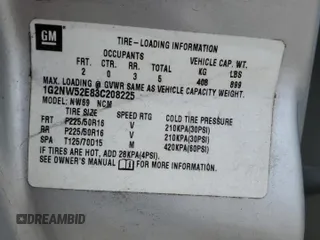 GM
TIRE-LOADING INFORMATION
OCCUPANTS VEHICLE CAP.WT.
FRT. CTR. RR. TOTAL KG LBS
2 0 3 5 408 899
MAX. LOADING @ GVWR SAME AS VEHICLE CAPACITY WEIGHT
1G2NW52E83C208225
MODEL: NW69 NCM
TIRE SIZE SPEED RTG COLD TIRE PRESSURE
FRT P225/50R16 V 210KPA(30PSI)
RR P225/50R16 V 210KPA(30PSI)
SPA T125/70D15 M 420KPA(60PSI)
IF TIRES ARE HOT, ADD 28KPA(4PSI).
SEE OWNER'S MANUAL FOR MORE INFORMATION
© DREAMBID